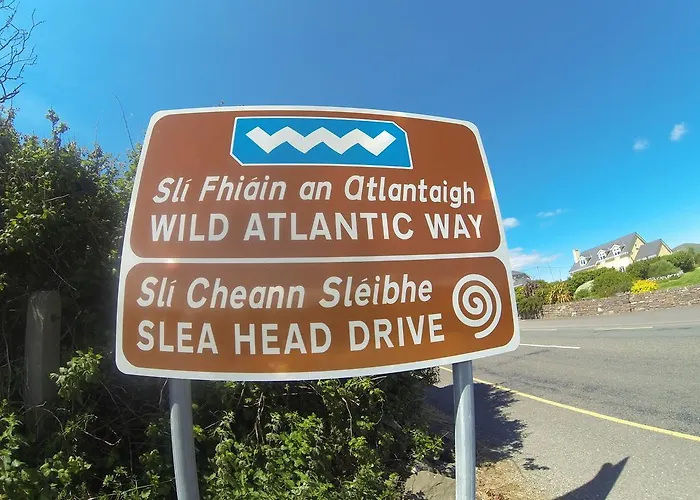 Slí Fhiáin an Atlantaigh
WILD ATLANTIC WAY
Slí Cheann Sléibhe
SLEA HEAD DRIVE